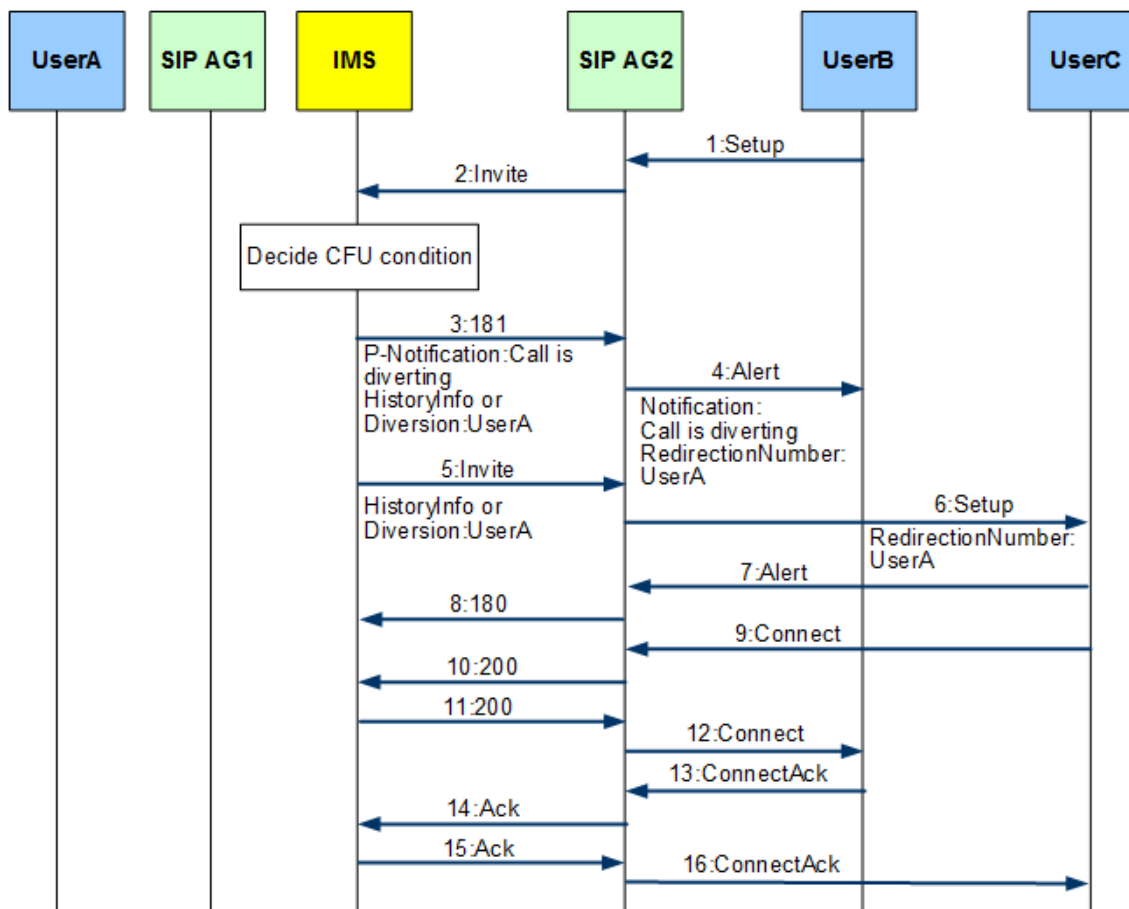 UserA
SIP AG1
IMS
SIP AG2
UserB
UserC
1:Setup
2:Invite
Decide CFU condition
3:181
P-Notification:Call is
diverting
HistoryInfo or
Diversion:UserA
4:Alert
Notification:
Call is diverting
RedirectionNumber:
UserA
5:Invite
HistoryInfo or
Diversion:UserA
6:Setup
RedirectionNumber:
UserA
7:Alert
8:180
9:Connect
10:200
11:200
12:Connect
13:ConnectAck
14:Ack
15:Ack
16:ConnectAck